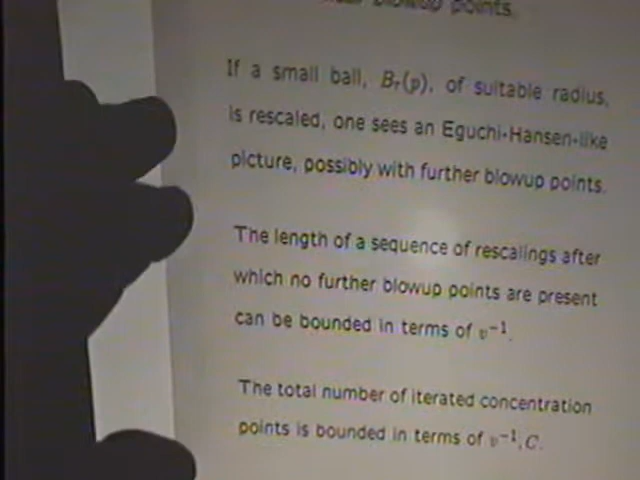 blowup points.
If a small ball, Br(p), of suitable radius,
is rescaled, one sees an Eguchi-Hansen-like
picture, possibly with further blowup points.
The length of a sequence of rescalings after
which no further blowup points are present
can be bounded in terms of v⁻¹.
The total number of iterated concentration
points is bounded in terms of v⁻¹, C.